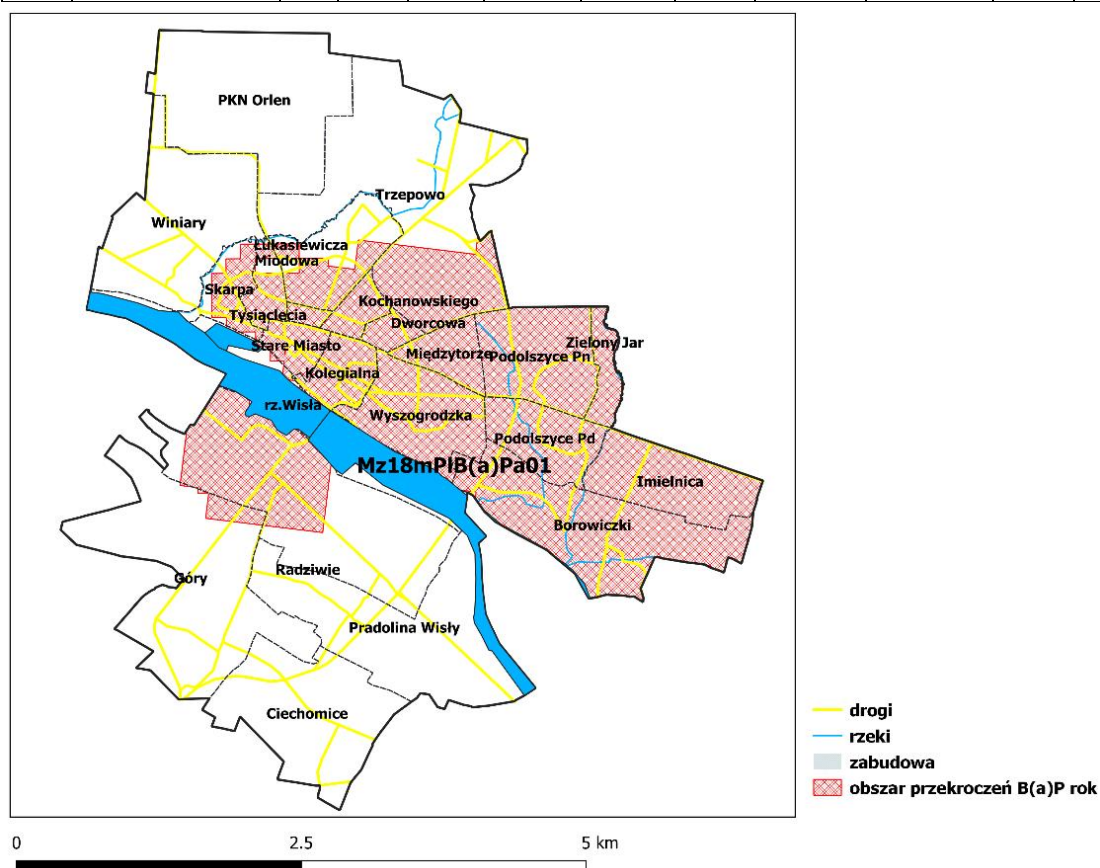 PKN Orlen
Trzepowo
Winiary
Łukasiewicza
Miodowa
Skarpa
Kochanowskiego
Tysiąclecia
Dworcowa
Stare Miasto
Międzytorze
Podolszyce Pn
Zielony Jar
Kolegialna
rz.Wisła
Wyszogrodzka
Podolszyce Pd
Mz18mPłB(a)Pa01
Imielnica
Borowiczki
Góry
Radziwie
Pradolina Wisły
Ciechomice
drogi
rzeki
zabudowa
obszar przekroczeń B(a)P rok
0 2.5 5 km